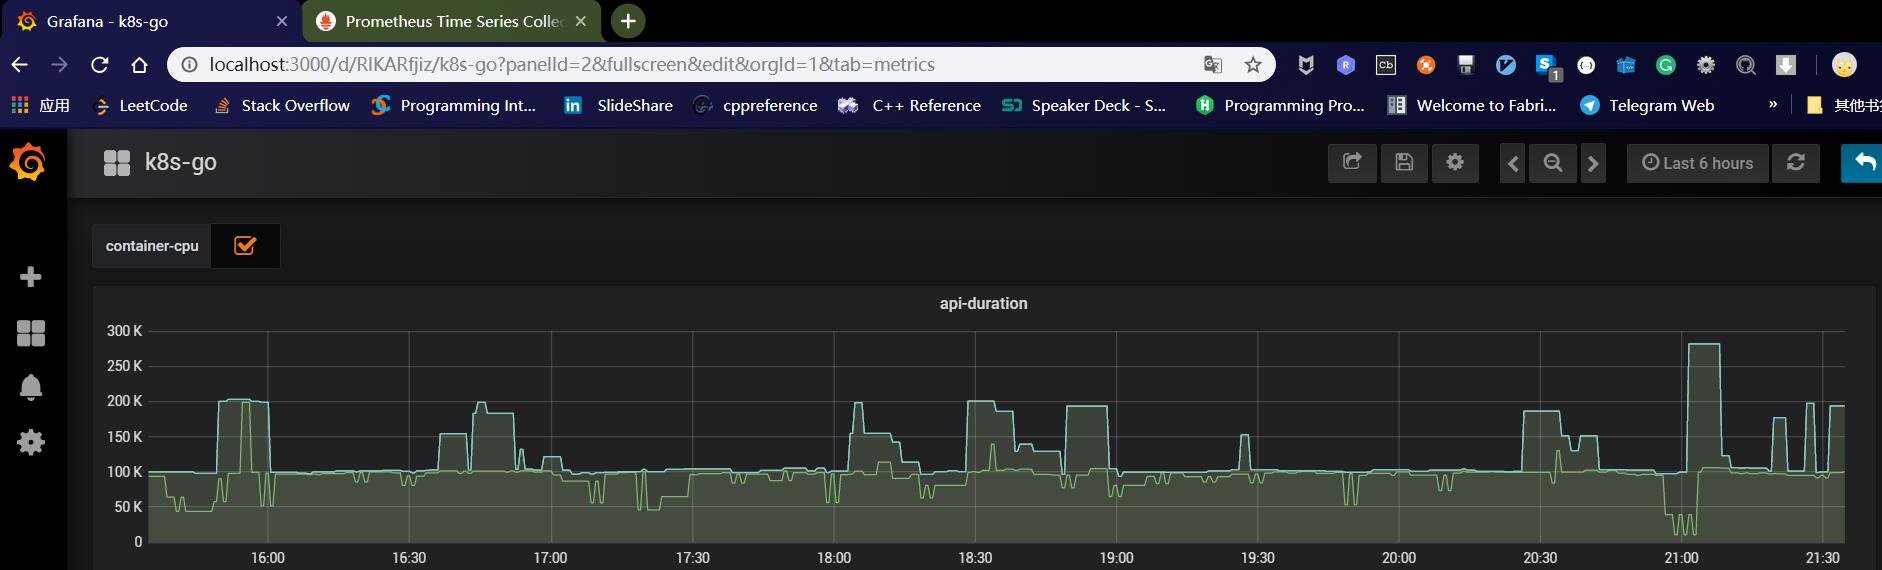 Grafana - k8s-go
Prometheus Time Series Collec
localhost:3000/d/RlKARfjiz/k8s-go?panelId=2&fullscreen&edit&orgId=1&tab=metrics
应用 LeetCode Stack Overflow Programming Int... SlideShare cppreference C++ Reference Speaker Deck - S... Programming Pro... Welcome to Fabri... Telegram Web » 其他书
k8s-go
Last 6 hours
container-cpu
api-duration
300 K
250 K
200 K
150 K
100 K
50 K
0
16:00 16:30 17:00 17:30 18:00 18:30 19:00 19:30 20:00 20:30 21:00 21:30